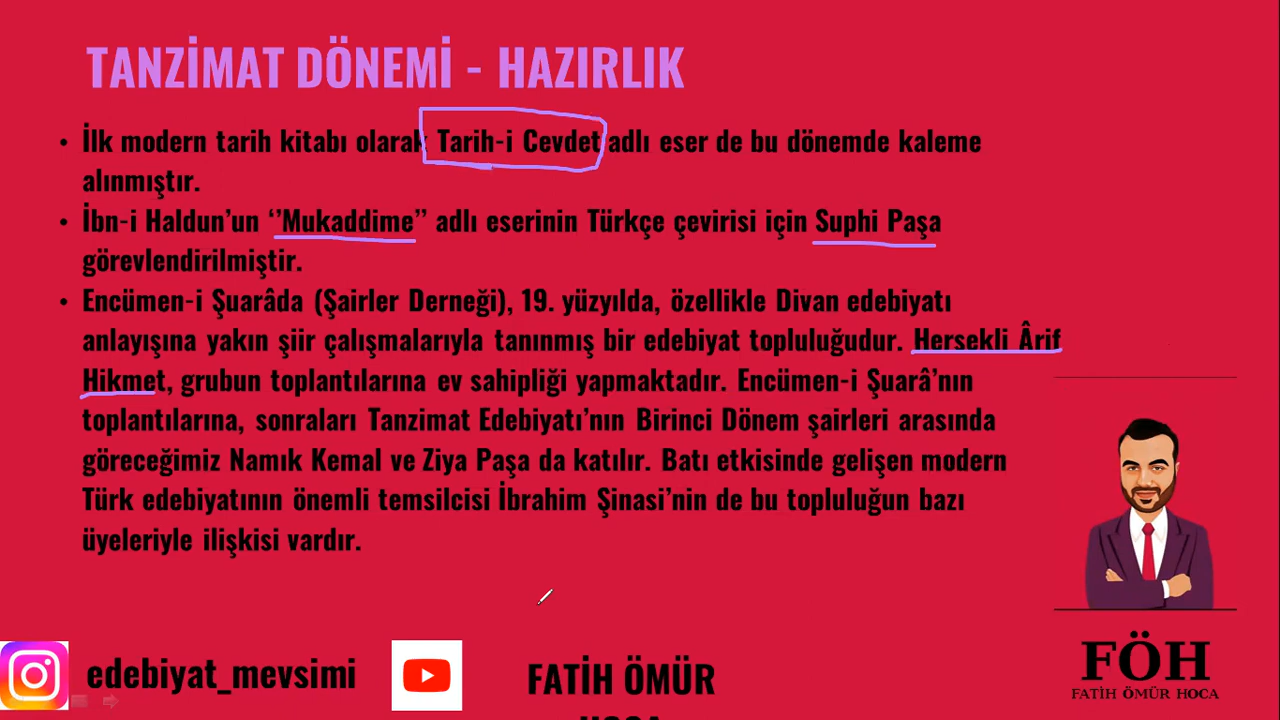 TANZİMAT DÖNEMİ - HAZIRLIK
• İlk modern tarih kitabı olarak Tarih-i Cevdet adlı eser de bu dönemde kaleme
alınmıştır.
• İbn-i Haldun’un ‘’Mukaddime’’ adlı eserinin Türkçe çevirisi için Suphi Paşa
görevlendirilmiştir.
• Encümen-i Şuarâda (Şairler Derneği), 19. yüzyılda, özellikle Divan edebiyatı
anlayışına yakın şiir çalışmalarıyla tanınmış bir edebiyat topluluğudur. Hersekli Ârif
Hikmet, grubun toplantılarına ev sahipliği yapmaktadır. Encümen-i Şuarâ’nın
toplantılarına, sonraları Tanzimat Edebiyatı’nın Birinci Dönem şairleri arasında
göreceğimiz Namık Kemal ve Ziya Paşa da katılır. Batı etkisinde gelişen modern
Türk edebiyatının önemli temsilcisi İbrahim Şinasi’nin de bu topluluğun bazı
üyeleriyle ilişkisi vardır.
edebiyat_mevsimi
FATİH ÖMÜR
HOCA
FÖH
FATİH ÖMÜR HOCA